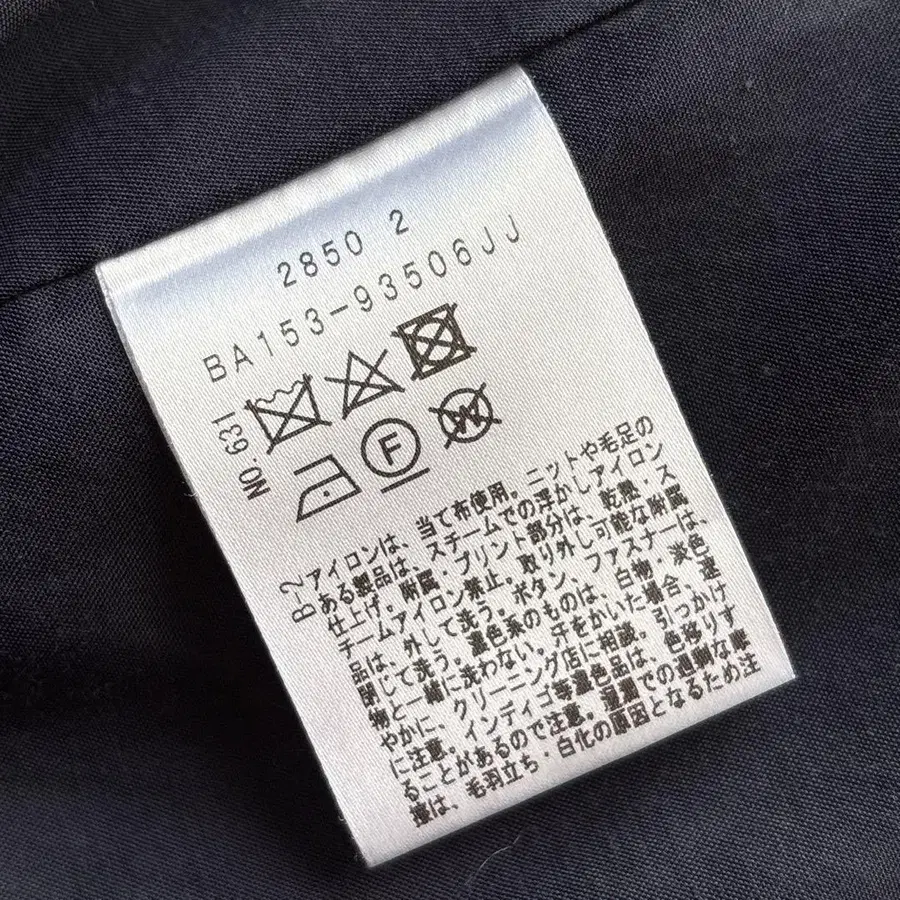 2850 2
BA153-93506JJ
NO.631
F
W
B-2
アイロンは、当て布使用。ニットや毛足の
ある製品は、スチームでの浮かしアイロン
仕上げ。附属・プリント部分は、乾熱・ス
チームアイロン禁止。取り外し可能な附属
品は、外して洗う。ボタン、ファスナーは、
閉じて洗う。濃色系のものは、白物・淡色
物と一緒に洗わない。汗をかいた場合、速
やかに、クリーニング店に相談。引っかけ
に注意。インディゴ等濃色品は、色移りす
ることがあるので注意。湿潤での過剰な摩
擦は、毛羽立ち・白化の原因となるため注